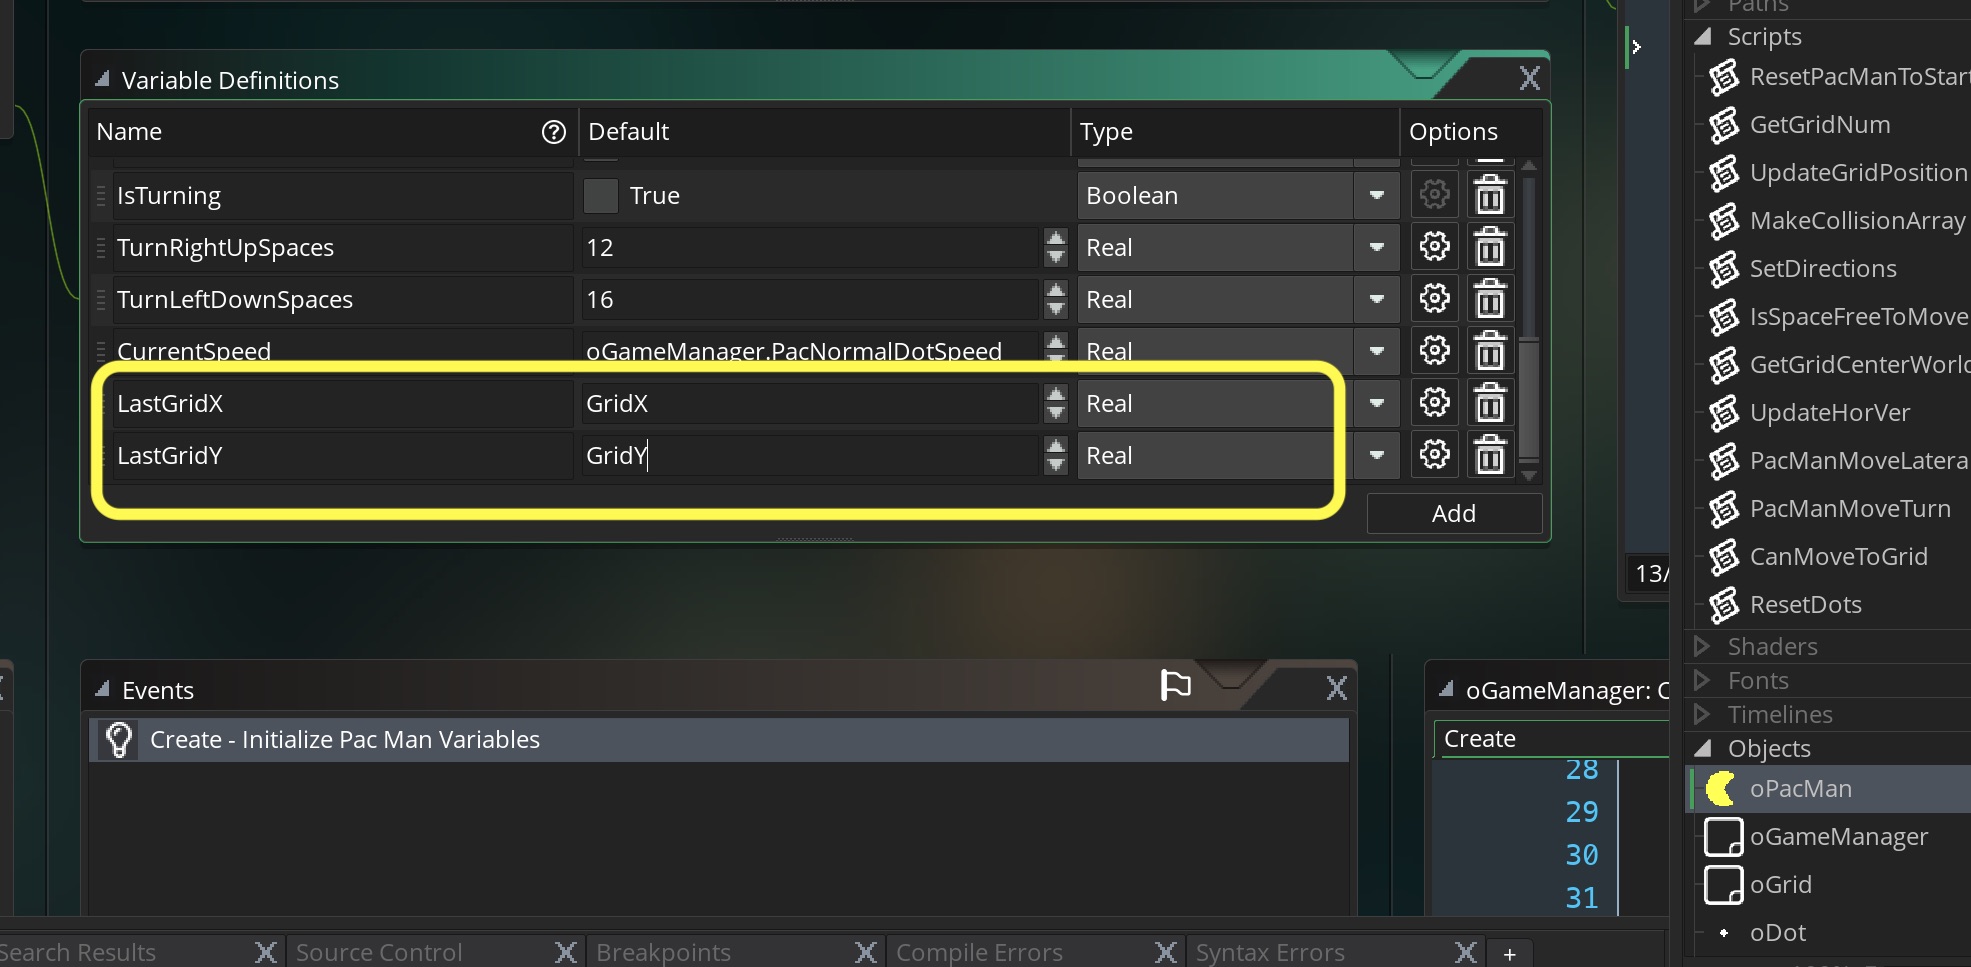 Variable Definitions
Name Default Type Options
IsTurning True Boolean
TurnRightUpSpaces 12 Real
TurnLeftDownSpaces 16 Real
CurrentSpeed oGameManager.PacNormalDotSpeed Real
LastGridX GridX Real
LastGridY GridY Real
Add
Events
Create - Initialize Pac Man Variables
oGameManager: C
Create
28
29
30
31
13/
Paths
Scripts
ResetPacManToStart
GetGridNum
UpdateGridPosition
MakeCollisionArray
SetDirections
IsSpaceFreeToMove
GetGridCenterWorld
UpdateHorVer
PacManMoveLatera
PacManMoveTurn
CanMoveToGrid
ResetDots
Shaders
Fonts
Timelines
Objects
oPacMan
oGameManager
oGrid
oDot
Search Results Source Control Breakpoints Compile Errors Syntax Errors +